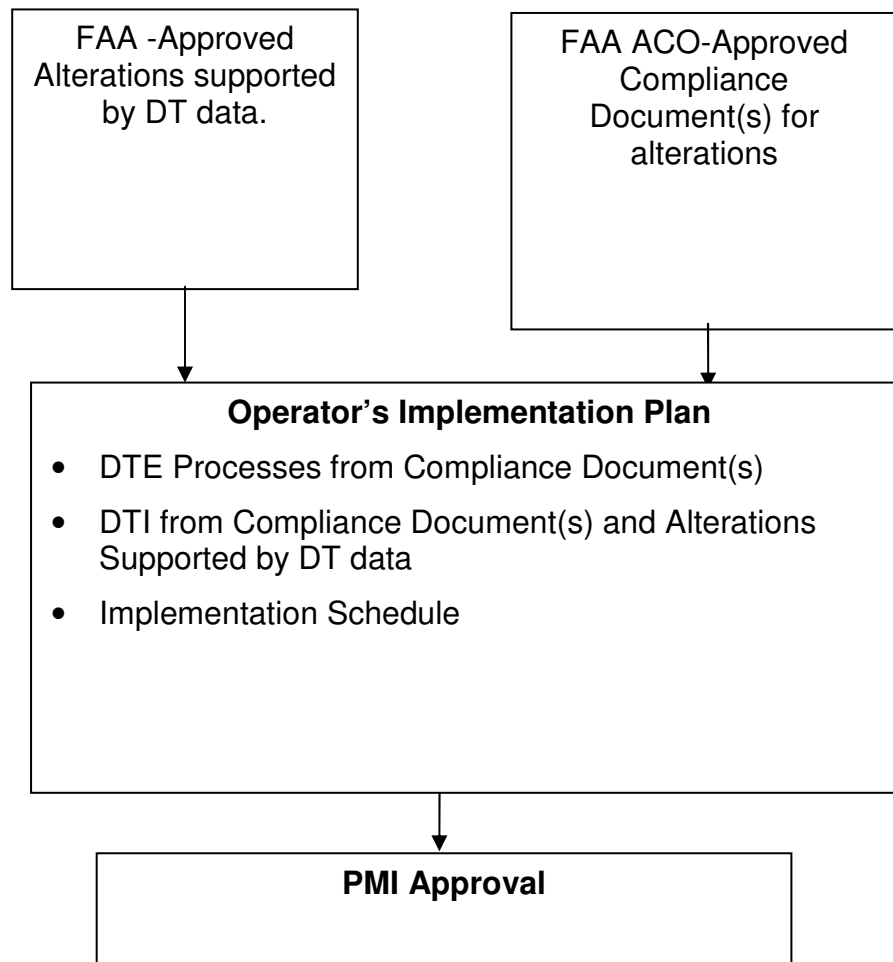 FAA -Approved
Alterations supported
by DT data.
FAA ACO-Approved
Compliance
Document(s) for
alterations
Operator’s Implementation Plan
• DTE Processes from Compliance Document(s)
• DTI from Compliance Document(s) and Alterations
Supported by DT data
• Implementation Schedule
PMI Approval